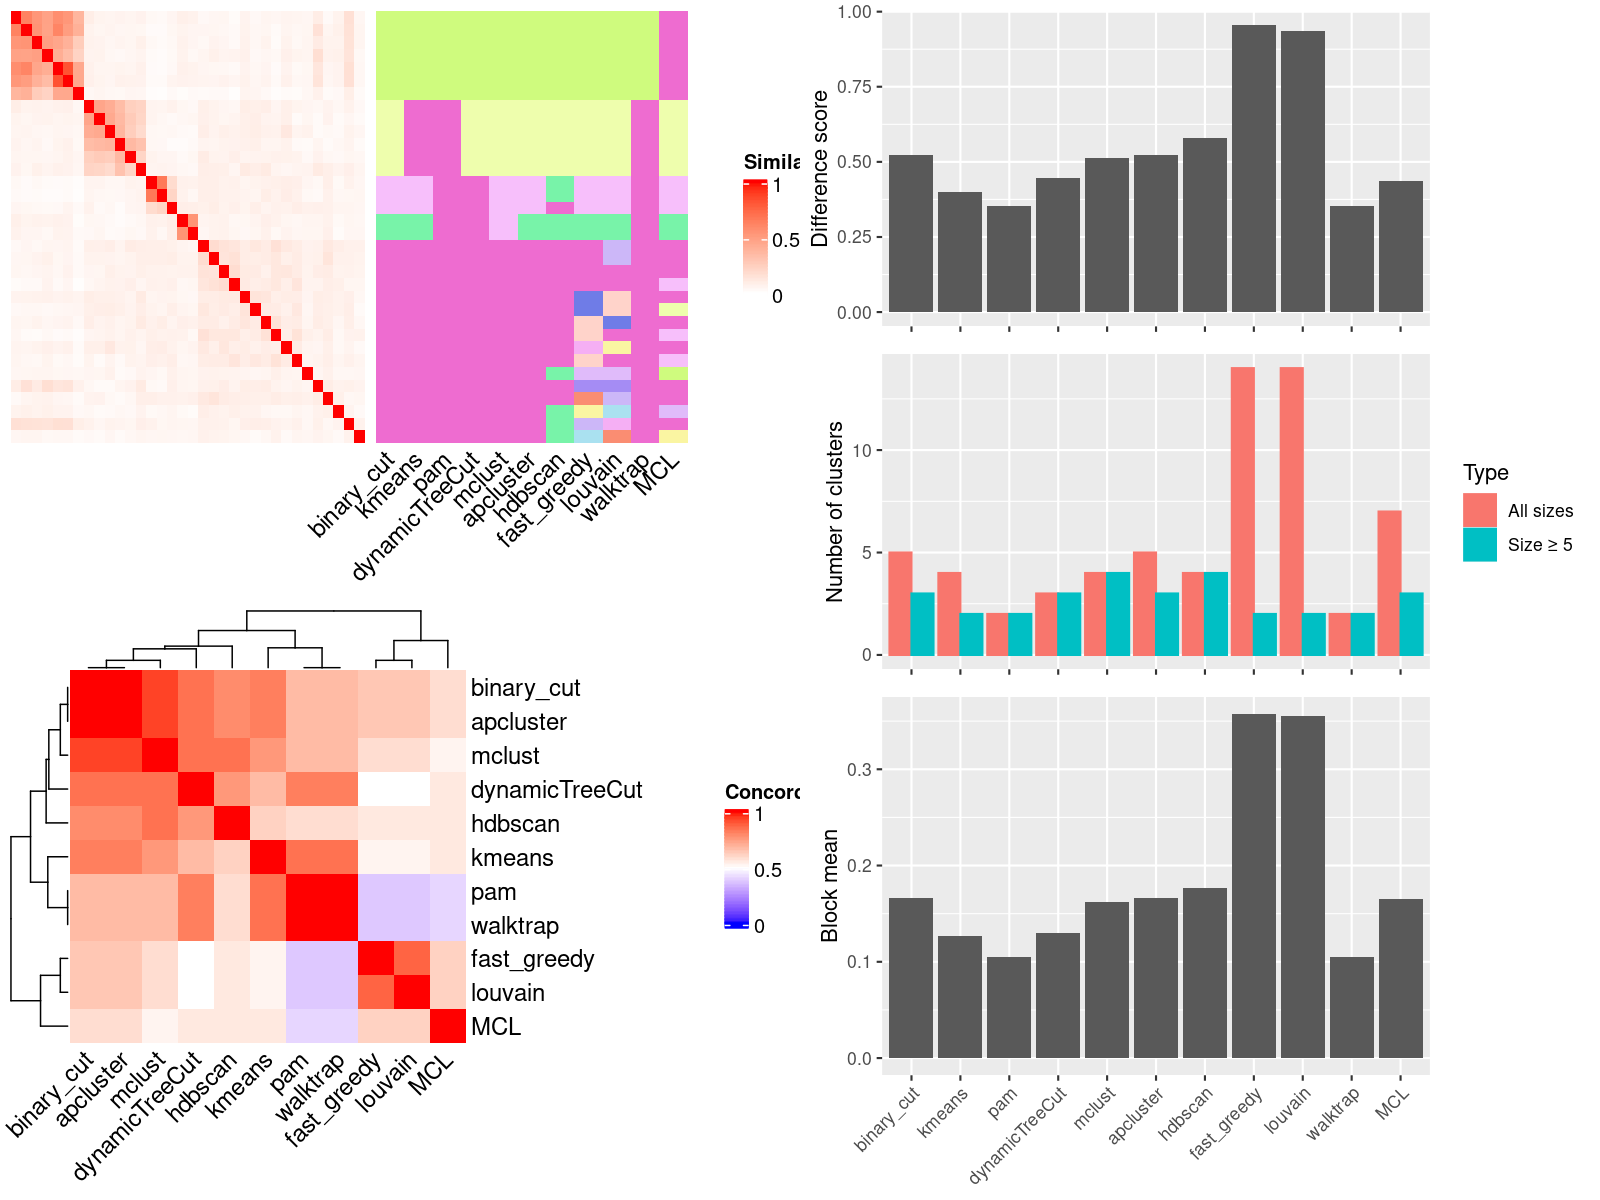 Simila
1
0.5
0
binary_cut
kmeans
pam
dynamicTreeCut
mclust
apcluster
hdbscan
fast_greedy
louvain
walktrap
MCL
binary_cut
apcluster
mclust
dynamicTreeCut
hdbscan
kmeans
pam
walktrap
fast_greedy
louvain
MCL
Concord
1
0.5
0
binary_cut
apcluster
mclust
dynamicTreeCut
hdbscan
kmeans
pam
walktrap
fast_greedy
louvain
MCL
Difference score
1.00
0.75
0.50
0.25
0.00
Number of clusters
10
5
0
Type
All sizes
Size ≥ 5
Block mean
0.3
0.2
0.1
0.0
binary_cut
kmeans
pam
dynamicTreeCut
mclust
apcluster
hdbscan
fast_greedy
louvain
walktrap
MCL